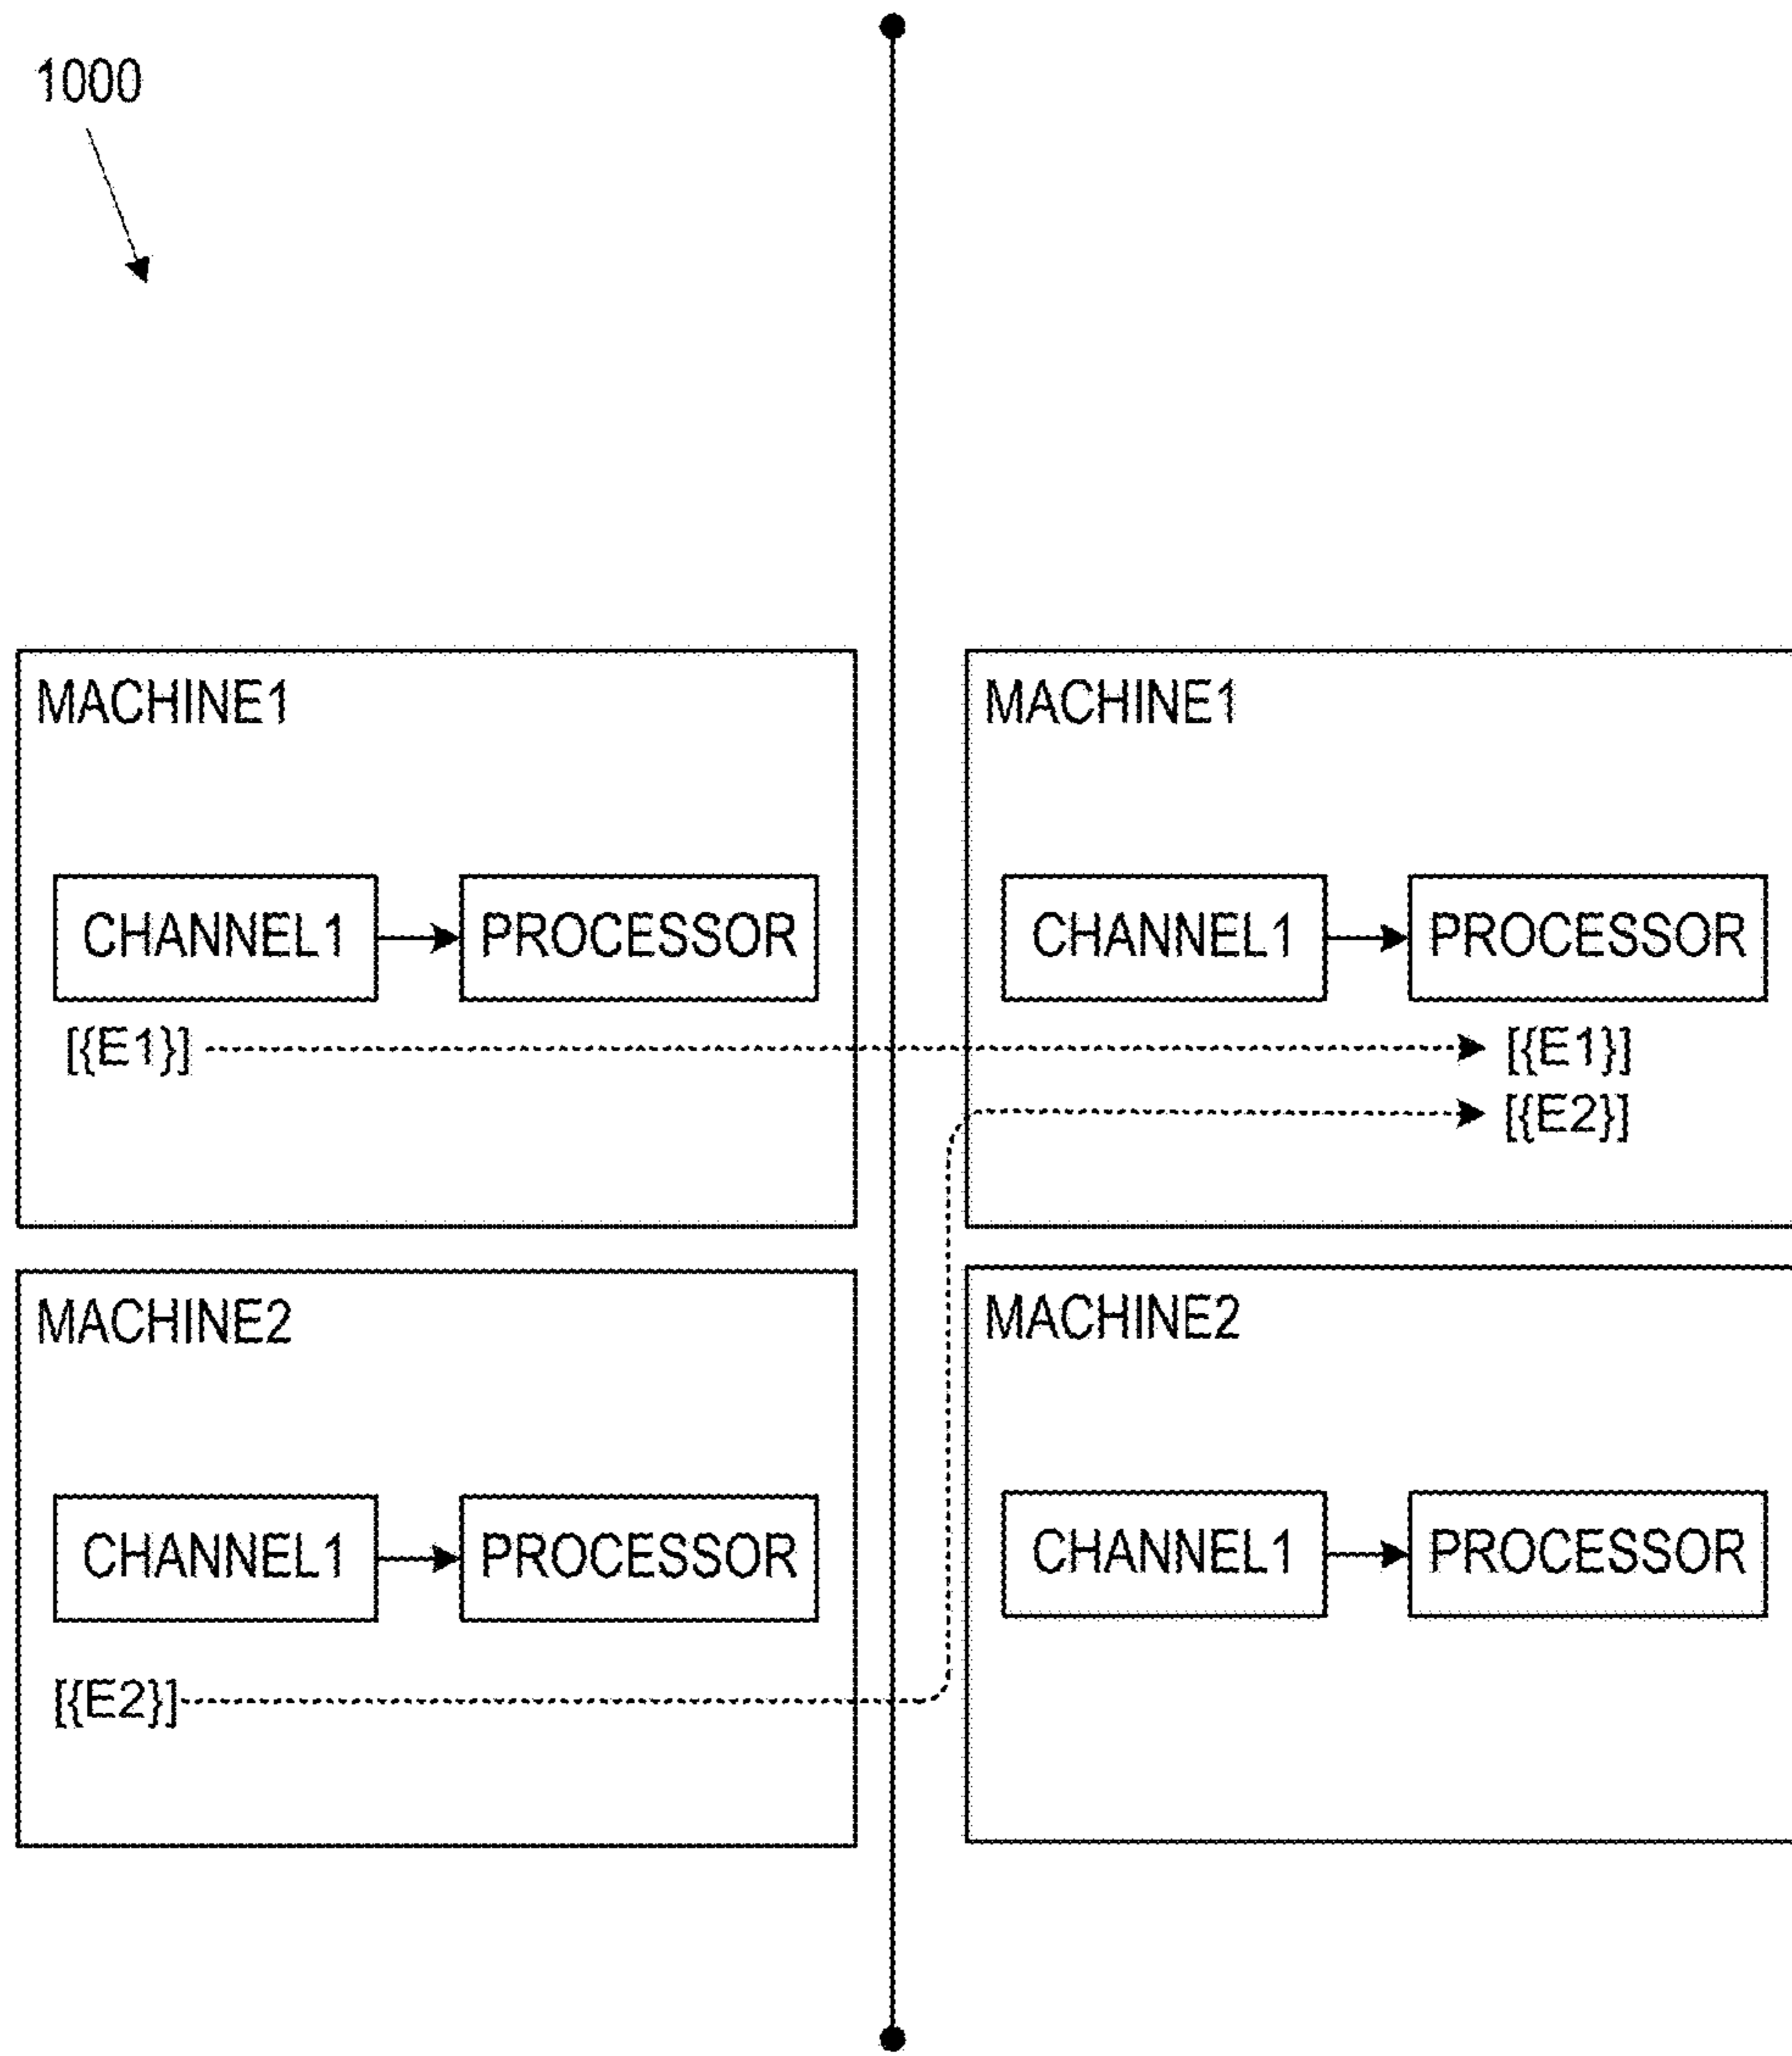 1000
MACHINE1
CHANNEL1
PROCESSOR
[{E1}]
MACHINE2
CHANNEL1
PROCESSOR
[{E2}]
MACHINE1
CHANNEL1
PROCESSOR
[{E1}]
[{E2}]
MACHINE2
CHANNEL1
PROCESSOR